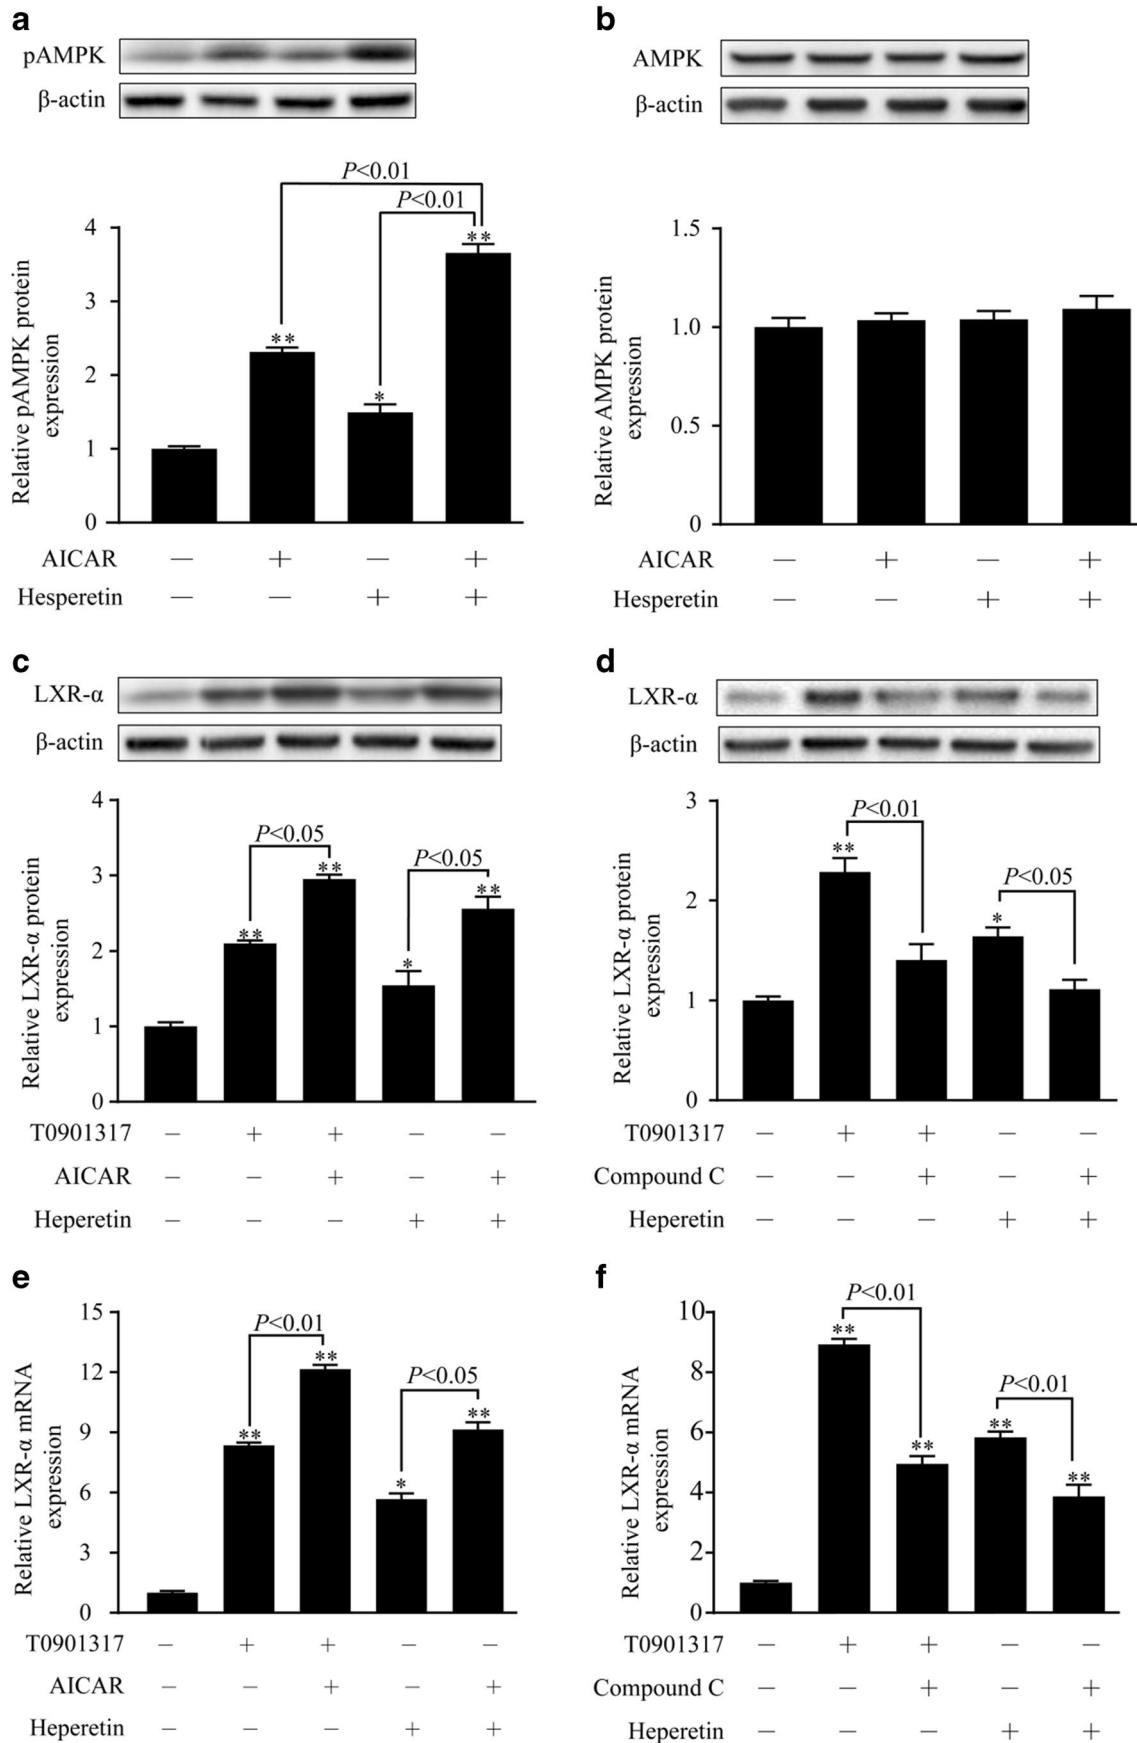 a
pAMPK
β-actin
P<0.01
P<0.01
**
**
*
4
3
2
1
0
Relative pAMPK protein
expression
AICAR — + — +
Hesperetin — — + +
b
AMPK
β-actin
1.5
1.0
0.5
0
Relative AMPK protein
expression
AICAR — + — +
Hesperetin — — + +
c
LXR-α
β-actin
4
3
2
1
0
P<0.05
P<0.05
**
**
*
**
Relative LXR-α protein
expression
T0901317 – + + – –
AICAR – – + – +
Heperetin – – – + +
d
LXR-α
β-actin
3
2
1
0
P<0.01
P<0.05
**
*
Relative LXR-α protein
expression
T0901317 – + + – –
Compound C – – + – +
Heperetin – – – + +
e
15
12
9
6
3
0
P<0.01
P<0.05
**
**
*
**
Relative LXR-α mRNA
expression
T0901317 – + + – –
AICAR – – + – +
Heperetin – – – + +
f
10
8
6
4
2
0
P<0.01
P<0.01
**
**
**
**
Relative LXR-α mRNA
expression
T0901317 – + + – –
Compound C – – + – +
Heperetin – – – + +